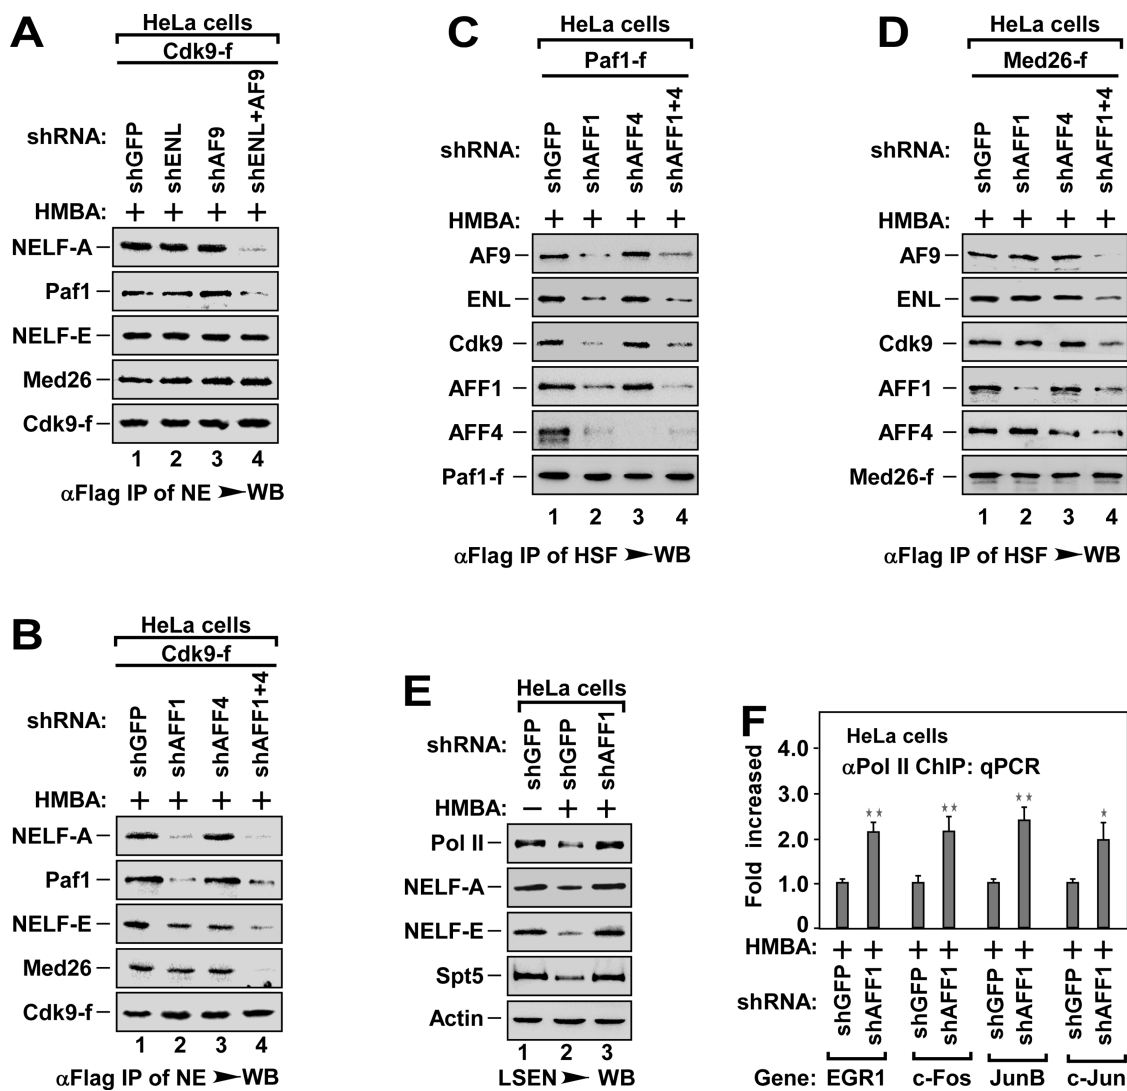 A
HeLa cells
Cdk9-f
shRNA:
shGFP
shENL
shAF9
shENL+AF9
HMBA: + + + +
NELF-A
Paf1
NELF-E
Med26
Cdk9-f
1 2 3 4
αFlag IP of NE ➤ WB
B
HeLa cells
Cdk9-f
shRNA:
shGFP
shAFF1
shAFF4
shAFF1+4
HMBA: + + + +
NELF-A
Paf1
NELF-E
Med26
Cdk9-f
1 2 3 4
αFlag IP of NE ➤ WB
C
HeLa cells
Paf1-f
shRNA:
shGFP
shAFF1
shAFF4
shAFF1+4
HMBA: + + + +
AF9
ENL
Cdk9
AFF1
AFF4
Paf1-f
1 2 3 4
αFlag IP of HSF ➤ WB
D
HeLa cells
Med26-f
shRNA:
shGFP
shAFF1
shAFF4
shAFF1+4
HMBA: + + + +
AF9
ENL
Cdk9
AFF1
AFF4
Med26-f
1 2 3 4
αFlag IP of HSF ➤ WB
E
HeLa cells
shRNA:
shGFP
shGFP
shAFF1
HMBA: − + +
Pol II
NELF-A
NELF-E
Spt5
Actin
1 2 3
LSEN ➤ WB
F
HeLa cells
αPol II ChIP: qPCR
Fold increased
4.0
3.0
2.0
1.0
0
HMBA: + + + + + + + +
shRNA:
shGFP
shAFF1
shGFP
shAFF1
shGFP
shAFF1
shGFP
shAFF1
Gene: EGR1 c-Fos JunB c-Jun